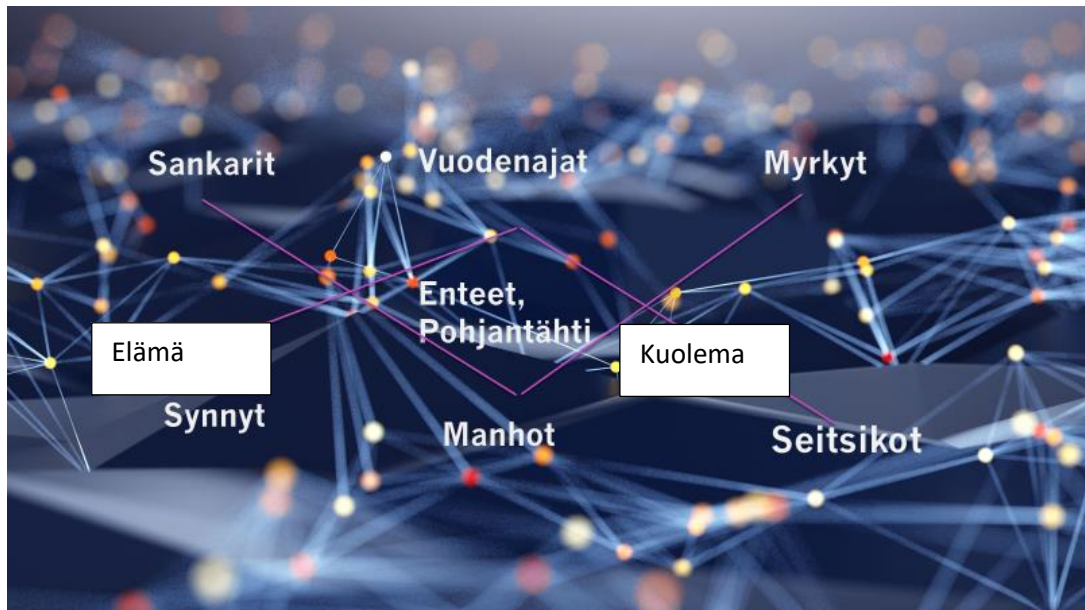 Sankarit
Vuodenajat
Myrkyt
Enteet,
Pohjantähti
Elämä
Kuolema
Synnyt
Manhot
Seitsikot